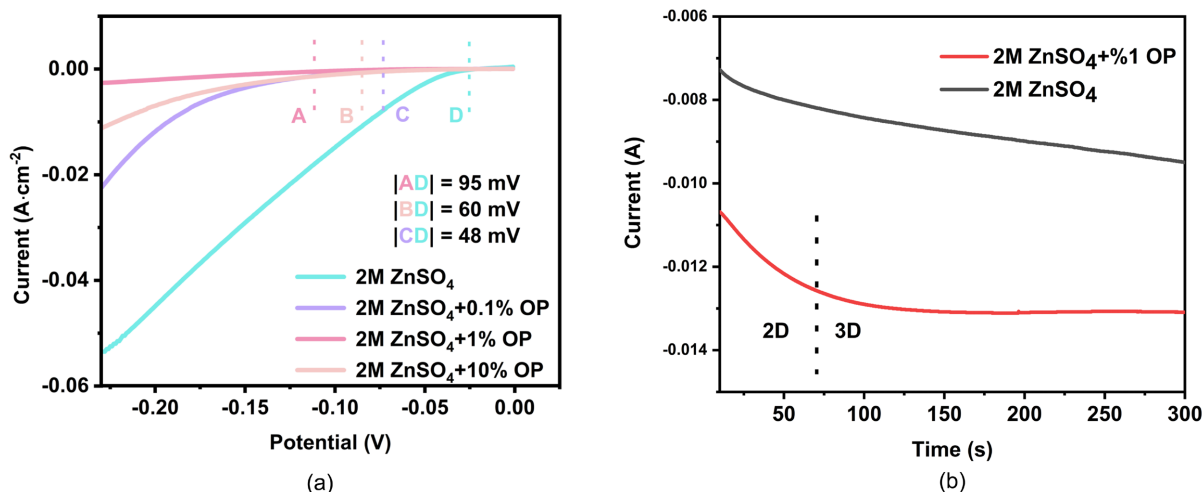 0.00
-0.02
-0.04
-0.06
Current (A·cm⁻²)
A
B
C
D
|AD| = 95 mV
|BD| = 60 mV
|CD| = 48 mV
2M ZnSO₄
2M ZnSO₄+0.1% OP
2M ZnSO₄+1% OP
2M ZnSO₄+10% OP
-0.20 -0.15 -0.10 -0.05 0.00
Potential (V)
(a)
-0.006
-0.008
-0.010
-0.012
-0.014
Current (A)
2M ZnSO₄+%1 OP
2M ZnSO₄
2D 3D
50 100 150 200 250 300
Time (s)
(b)